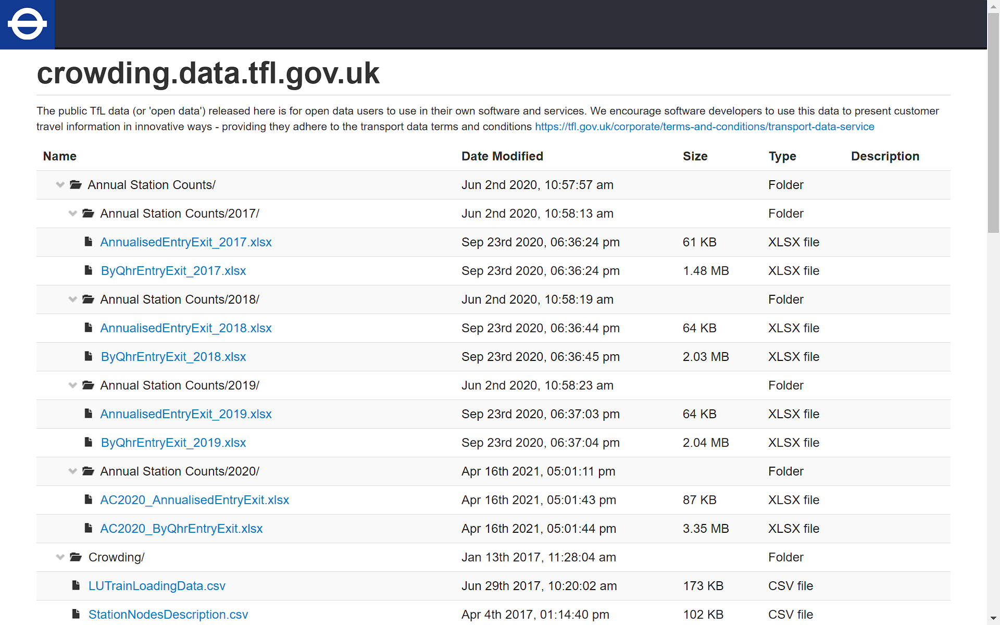 crowding.data.tfl.gov.uk
The public TfL data (or 'open data') released here is for open data users to use in their own software and services. We encourage software developers to use this data to present customer
travel information in innovative ways - providing they adhere to the transport data terms and conditions https://tfl.gov.uk/corporate/terms-and-conditions/transport-data-service
Name Date Modified Size Type Description
Annual Station Counts/ Jun 2nd 2020, 10:57:57 am Folder
Annual Station Counts/2017/ Jun 2nd 2020, 10:58:13 am Folder
AnnualisedEntryExit_2017.xlsx Sep 23rd 2020, 06:36:24 pm 61 KB XLSX file
ByQhrEntryExit_2017.xlsx Sep 23rd 2020, 06:36:24 pm 1.48 MB XLSX file
Annual Station Counts/2018/ Jun 2nd 2020, 10:58:19 am Folder
AnnualisedEntryExit_2018.xlsx Sep 23rd 2020, 06:36:44 pm 64 KB XLSX file
ByQhrEntryExit_2018.xlsx Sep 23rd 2020, 06:36:45 pm 2.03 MB XLSX file
Annual Station Counts/2019/ Jun 2nd 2020, 10:58:23 am Folder
AnnualisedEntryExit_2019.xlsx Sep 23rd 2020, 06:37:03 pm 64 KB XLSX file
ByQhrEntryExit_2019.xlsx Sep 23rd 2020, 06:37:04 pm 2.04 MB XLSX file
Annual Station Counts/2020/ Apr 16th 2021, 05:01:11 pm Folder
AC2020_AnnualisedEntryExit.xlsx Apr 16th 2021, 05:01:43 pm 87 KB XLSX file
AC2020_ByQhrEntryExit.xlsx Apr 16th 2021, 05:01:44 pm 3.35 MB XLSX file
Crowding/ Jan 13th 2017, 11:28:04 am Folder
LUTrainLoadingData.csv Jun 29th 2017, 10:20:02 am 173 KB CSV file
StationNodesDescription.csv Apr 4th 2017, 01:14:40 pm 102 KB CSV file